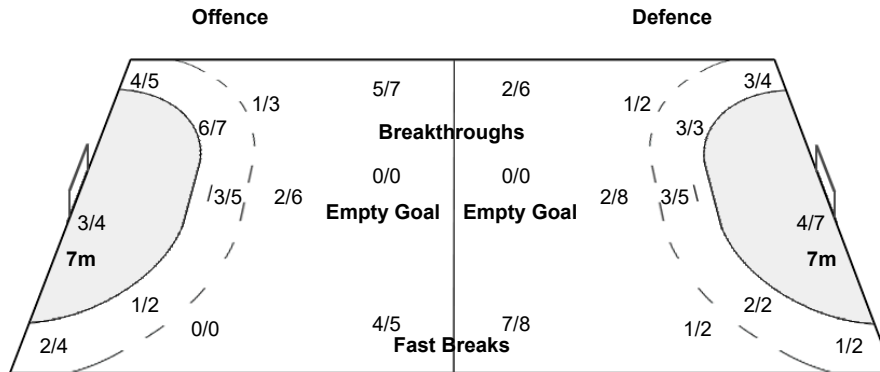 Offence Defence
4/5 5/7 2/6 3/4
1/3 1/2
6/7 Breakthroughs 3/3
0/0 0/0
3/5 2/6 2/8 3/5
Empty Goal Empty Goal
3/4 4/7
7m 7m
1/2 2/2
0/0 4/5 7/8 1/2
2/4 Fast Breaks 1/2